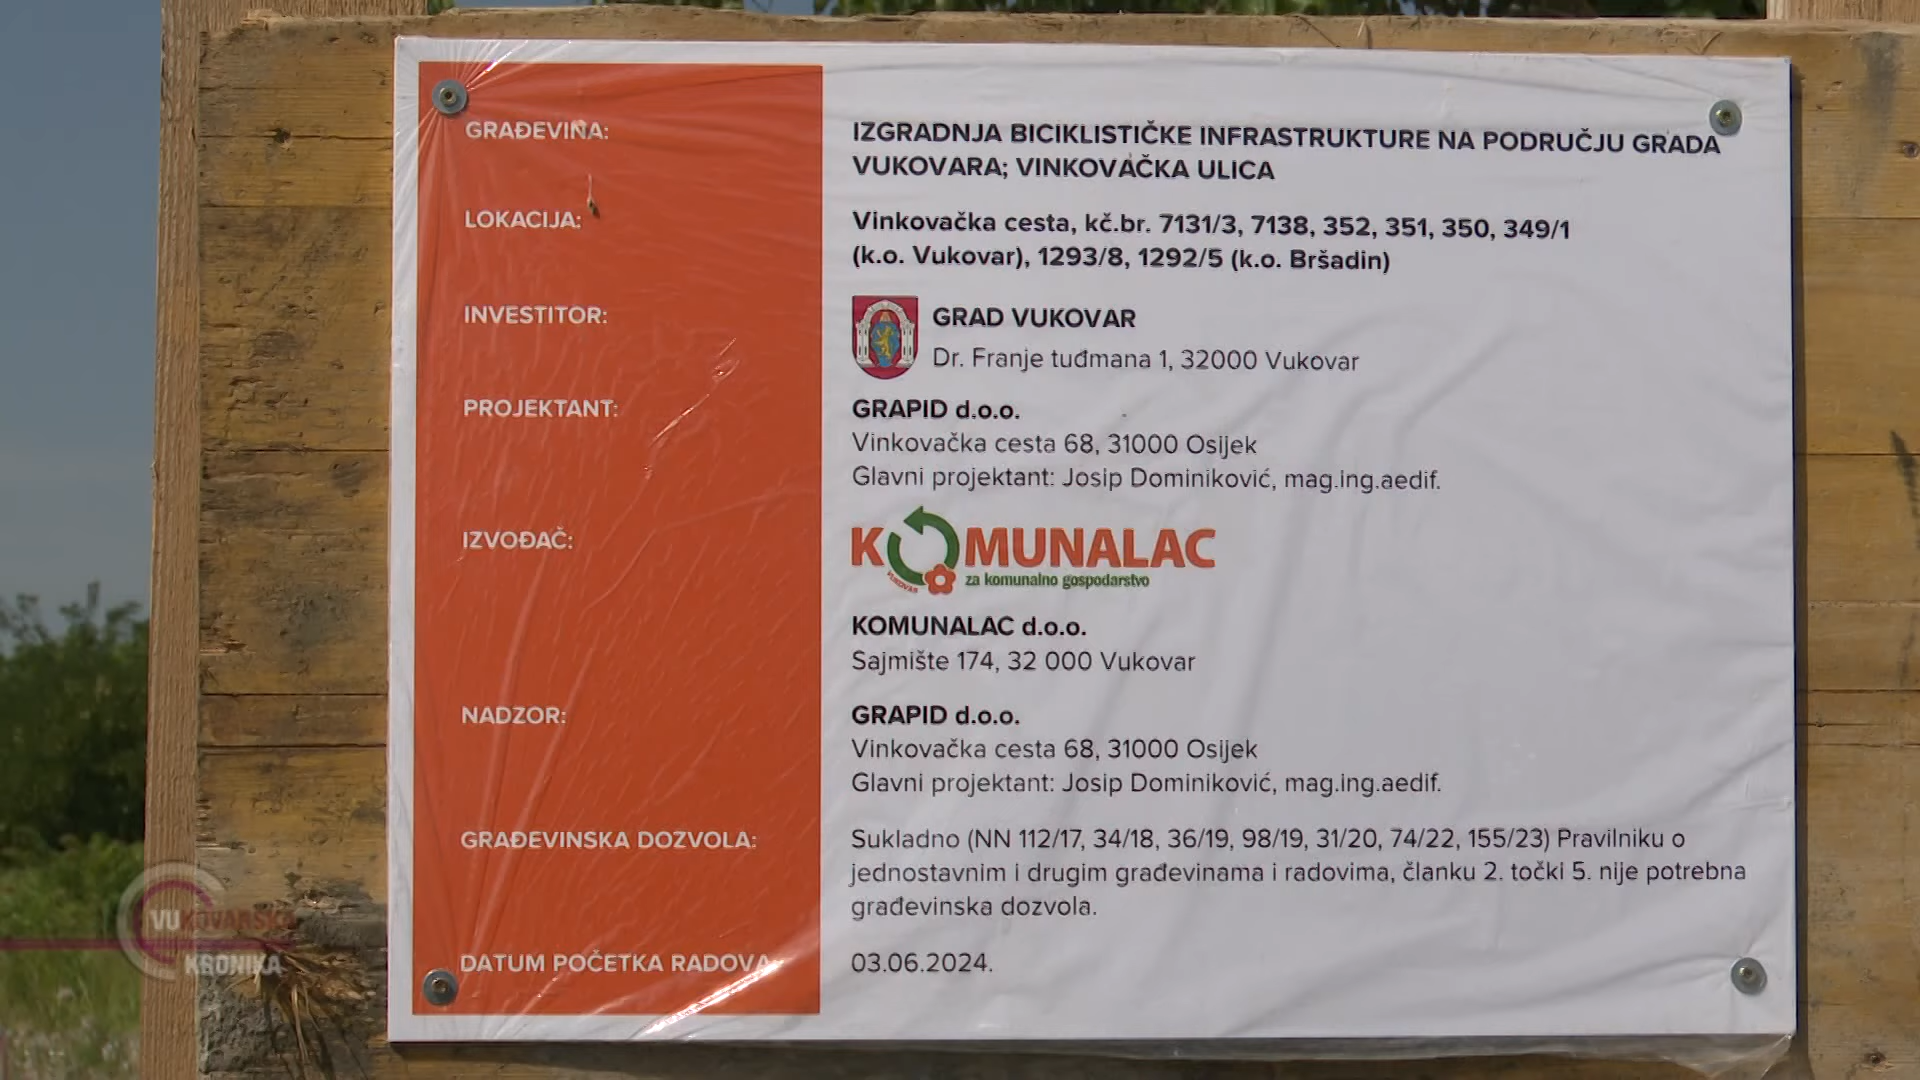 GRAĐEVINA:
IZGRADNJA BICIKLISTIČKE INFRASTRUKTURE NA PODRUČJU GRADA
VUKOVARA; VINKOVAČKA ULICA
LOKACIJA:
Vinkovačka cesta, kč.br. 7131/3, 7138, 352, 351, 350, 349/1
(k.o. Vukovar), 1293/8, 1292/5 (k.o. Bršadin)
INVESTITOR:
GRAD VUKOVAR
Dr. Franje tuđmana 1, 32000 Vukovar
PROJEKTANT:
GRAPID d.o.o.
Vinkovačka cesta 68, 31000 Osijek
Glavni projektant: Josip Dominiković, mag.ing.aedif.
IZVOĐAČ:
KOMUNALAC
za komunalno gospodarstvo
VUKOVAR
KOMUNALAC d.o.o.
Sajmište 174, 32 000 Vukovar
NADZOR:
GRAPID d.o.o.
Vinkovačka cesta 68, 31000 Osijek
Glavni projektant: Josip Dominiković, mag.ing.aedif.
GRAĐEVINSKA DOZVOLA:
Sukladno (NN 112/17, 34/18, 36/19, 98/19, 31/20, 74/22, 155/23) Pravilniku o
jednostavnim i drugim građevinama i radovima, članku 2. točki 5. nije potrebna
građevinska dozvola.
DATUM POČETKA RADOVA:
03.06.2024.
VUKOVARSKA
KRONIKA